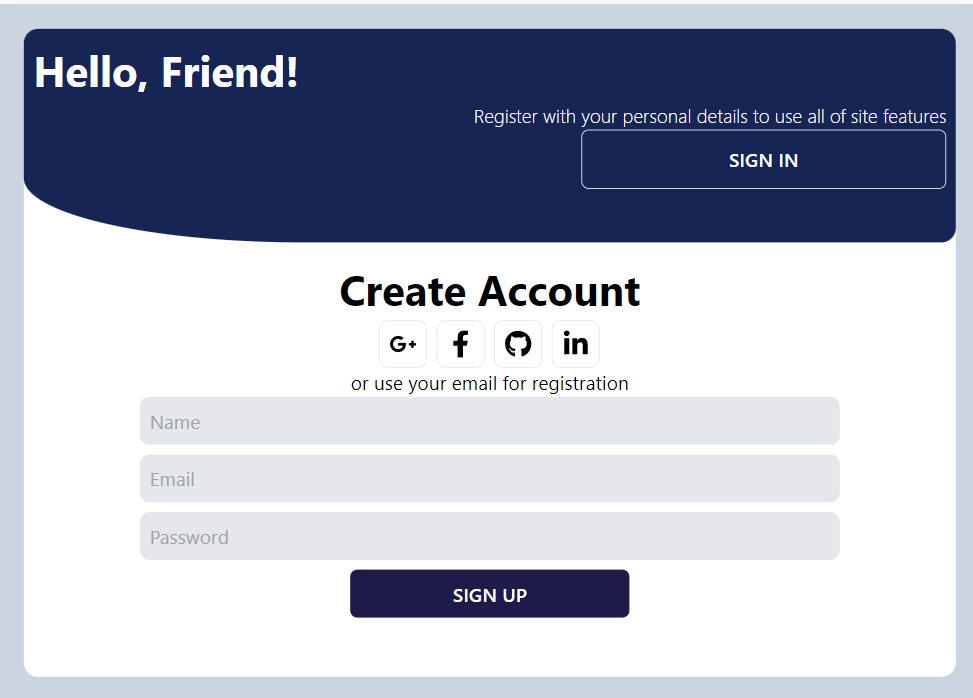 Hello, Friend!
Register with your personal details to use all of site features
SIGN IN
Create Account
G+ f in
or use your email for registration
Name
Email
Password
SIGN UP